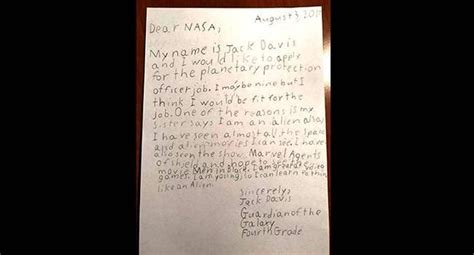 August 3, 201
Dear NASA,
My name is Jack Davis
and I would like to apply
for the planetary protection
officer job. I may be nine but I
think I would be fit for the
job. One of the reasons is my
sister says I am an alien also
I have seen almost all the space
and alien movies I can see. I have
also seen the show Marvel Agents
of Shield and hope to see the
movie Men in Black. I am great at vidio
games. I am young, so I can learn to think
like an Alien.
Sincerely,
Jack Davis
Guardian of the
Galaxy
Fourth Grade